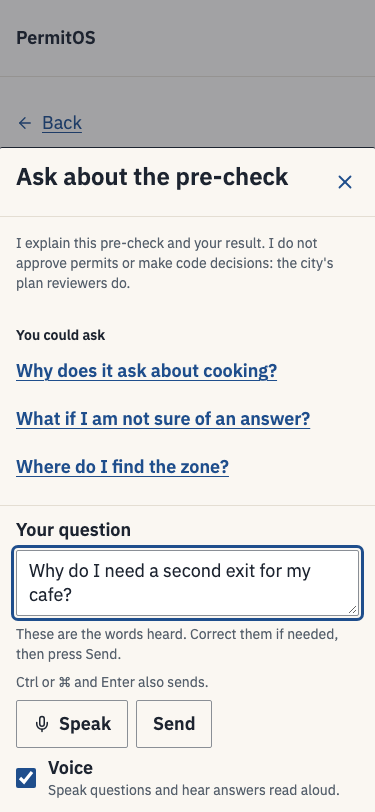 PermitOS
← Back
Ask about the pre-check
I explain this pre-check and your result. I do not
approve permits or make code decisions: the city's
plan reviewers do.
You could ask
Why does it ask about cooking?
What if I am not sure of an answer?
Where do I find the zone?
Your question
Why do I need a second exit for my
cafe?
These are the words heard. Correct them if needed,
then press Send.
Ctrl or ⌘ and Enter also sends.
Speak Send
Voice
Speak questions and hear answers read aloud.